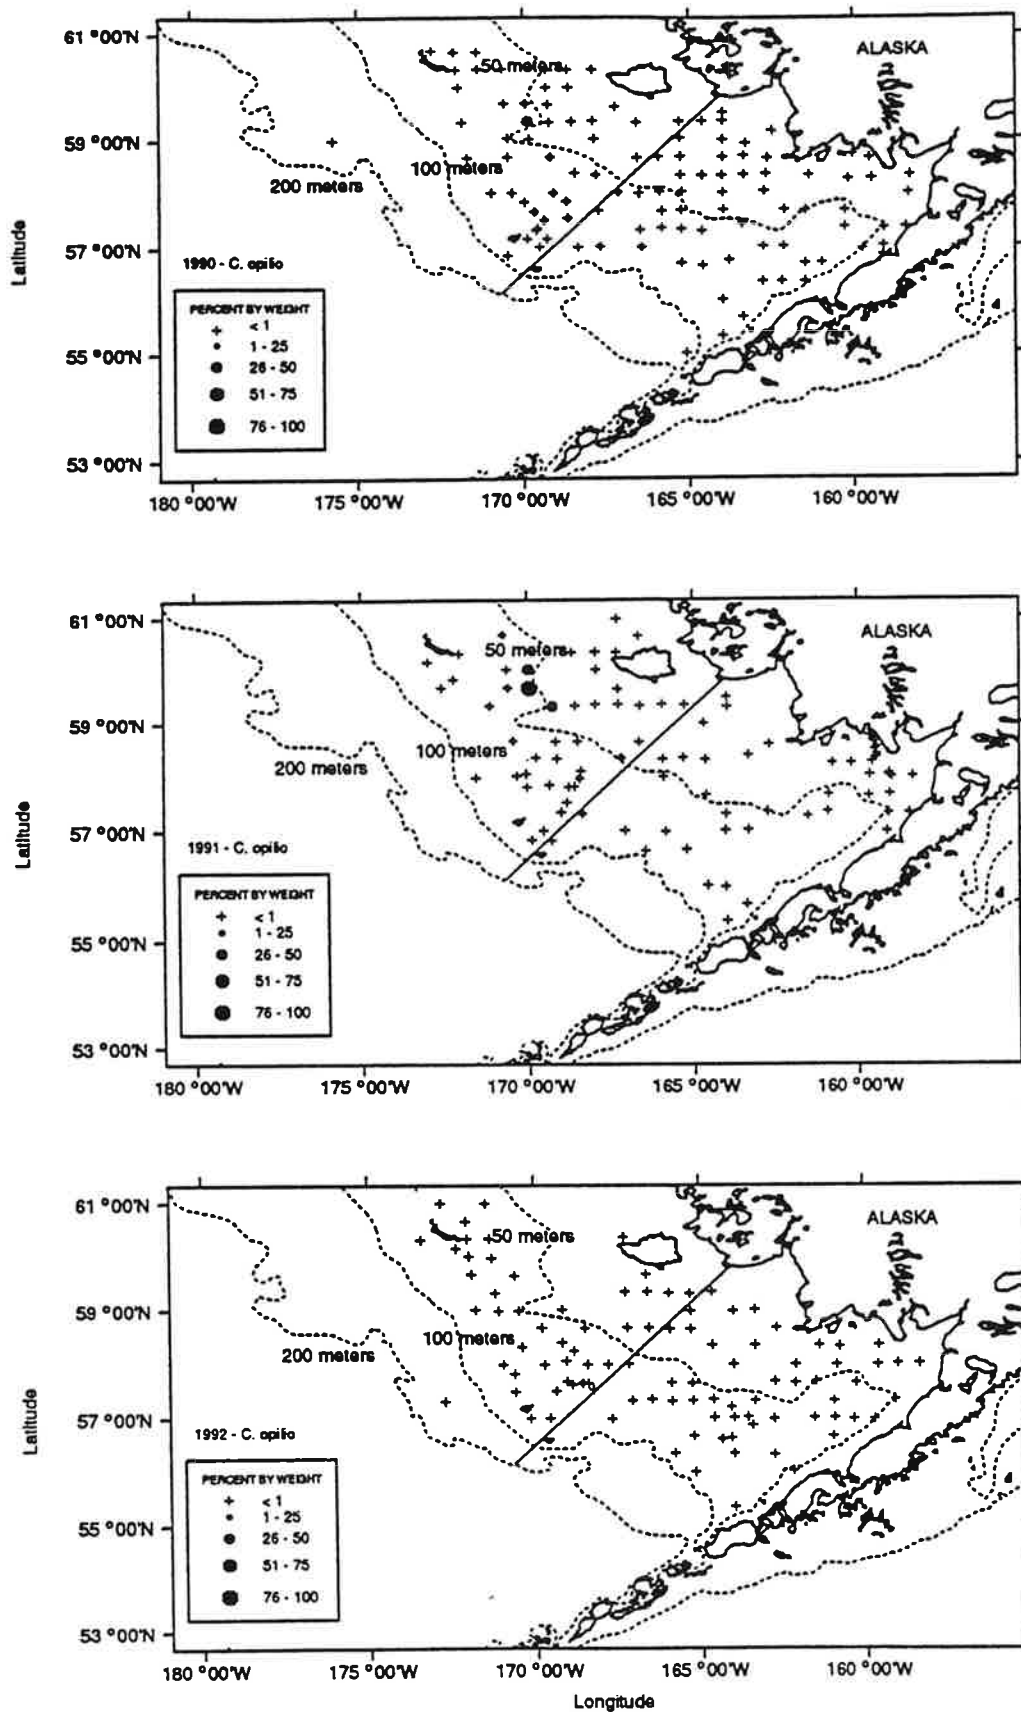 61 °00'N
ALASKA
50 meters
59 °00'N
100 meters
200 meters
Latitude
57 °00'N
1990 - C. opilio
PERCENT BY WEIGHT
+ < 1
1 - 25
26 - 50
51 - 75
76 - 100
55 °00'N
53 °00'N
180 °00'W 175 °00'W 170 °00'W 165 °00'W 160 °00'W
61 °00'N
ALASKA
50 meters
59 °00'N
100 meters
200 meters
Latitude
57 °00'N
1991 - C. opilio
PERCENT BY WEIGHT
+ < 1
1 - 25
26 - 50
51 - 75
76 - 100
55 °00'N
53 °00'N
180 °00'W 175 °00'W 170 °00'W 165 °00'W 160 °00'W
61 °00'N
ALASKA
50 meters
59 °00'N
100 meters
200 meters
Latitude
57 °00'N
1992 - C. opilio
PERCENT BY WEIGHT
+ < 1
1 - 25
26 - 50
51 - 75
76 - 100
55 °00'N
53 °00'N
180 °00'W 175 °00'W 170 °00'W 165 °00'W 160 °00'W
Longitude